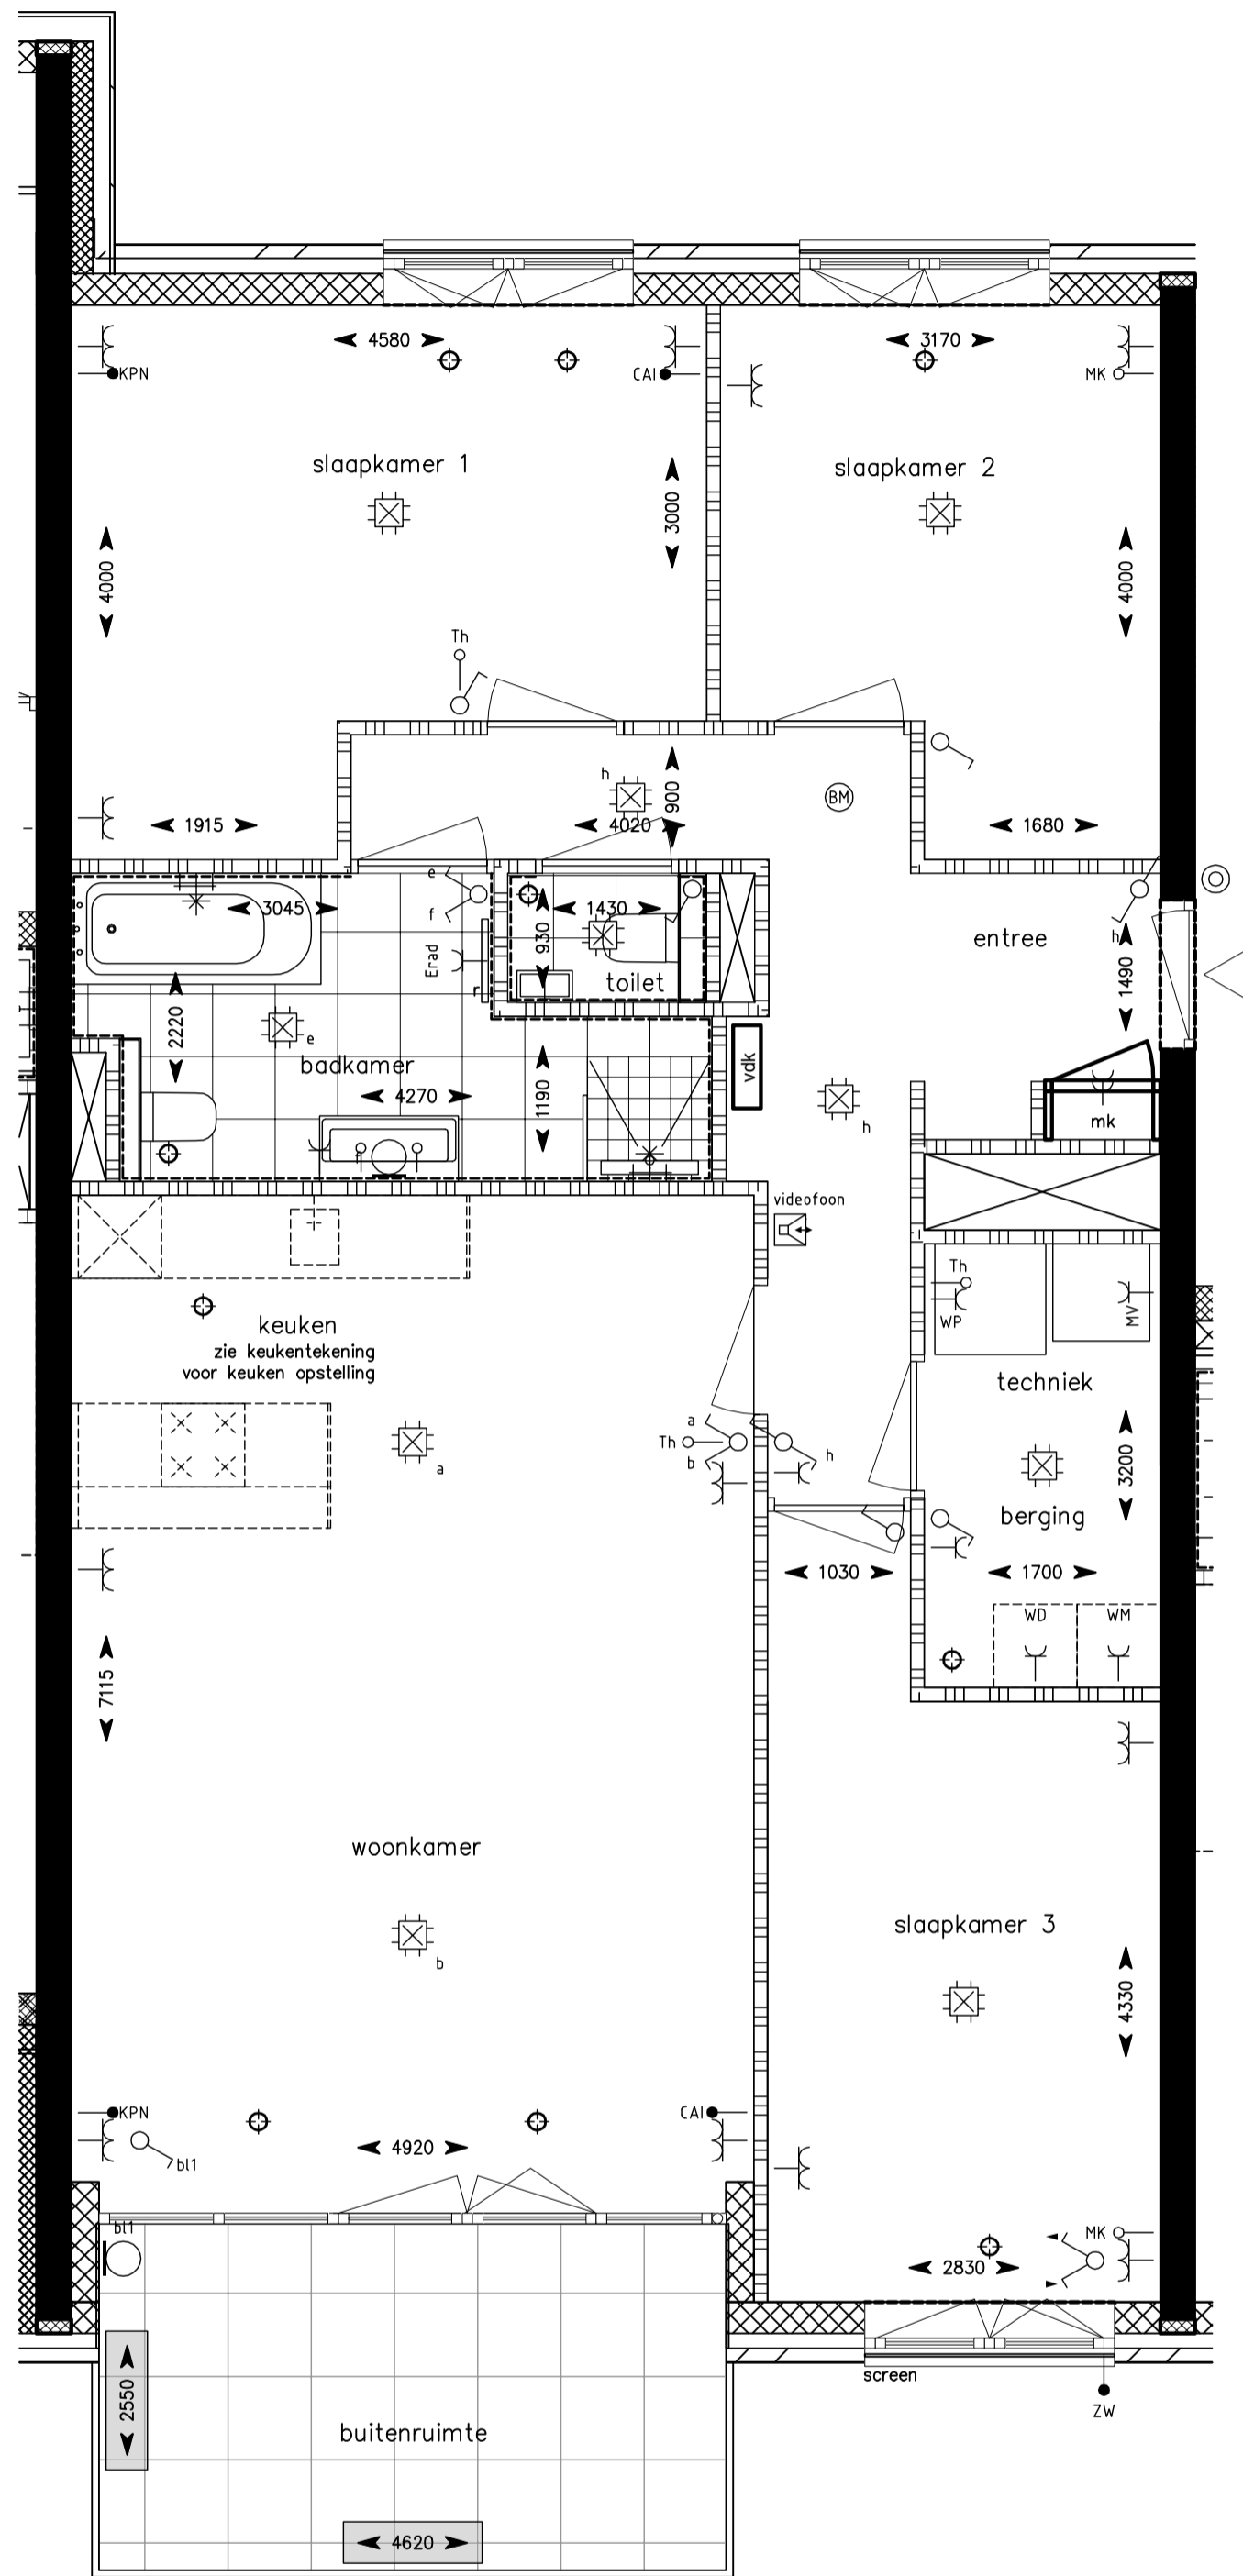 4580
3170
KPN
CAI
MK
slaapkamer 1
slaapkamer 2
3000
4000
4000
Th
h
900
BM
1915
4020
1680
e
f
3045
1430
930
h
entree
Erad
r
toilet
1490
2220
e
badkamer
vdk
4270
1190
h
mk
f
videofoon
Th
WP
MV
keuken
zie keukentekening
voor keuken opstelling
techniek
a
Th
b
h
a
3200
berging
1030
1700
WD
WM
7115
woonkamer
slaapkamer 3
b
4330
KPN
CAI
bl1
4920
bl1
MK
2830
screen
ZW
2550
buitenruimte
4620